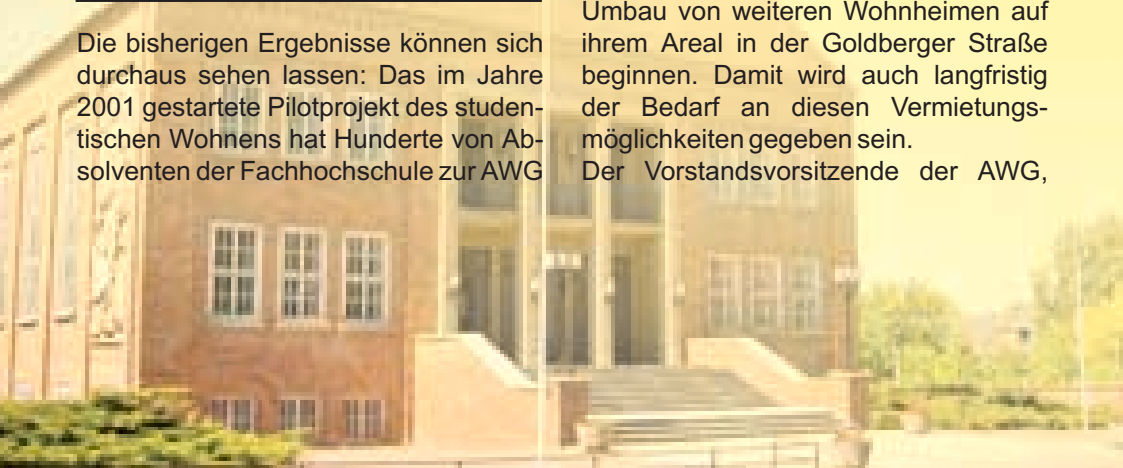 Die bisherigen Ergebnisse können sich
durchaus sehen lassen: Das im Jahre
2001 gestartete Pilotprojekt des studen-
tischen Wohnens hat Hunderte von Ab-
solventen der Fachhochschule zur AWG
Umbau von weiteren Wohnheimen auf
ihrem Areal in der Goldberger Straße
beginnen. Damit wird auch langfristig
der Bedarf an diesen Vermietungs-
möglichkeiten gegeben sein.
Der Vorstandsvorsitzende der AWG,